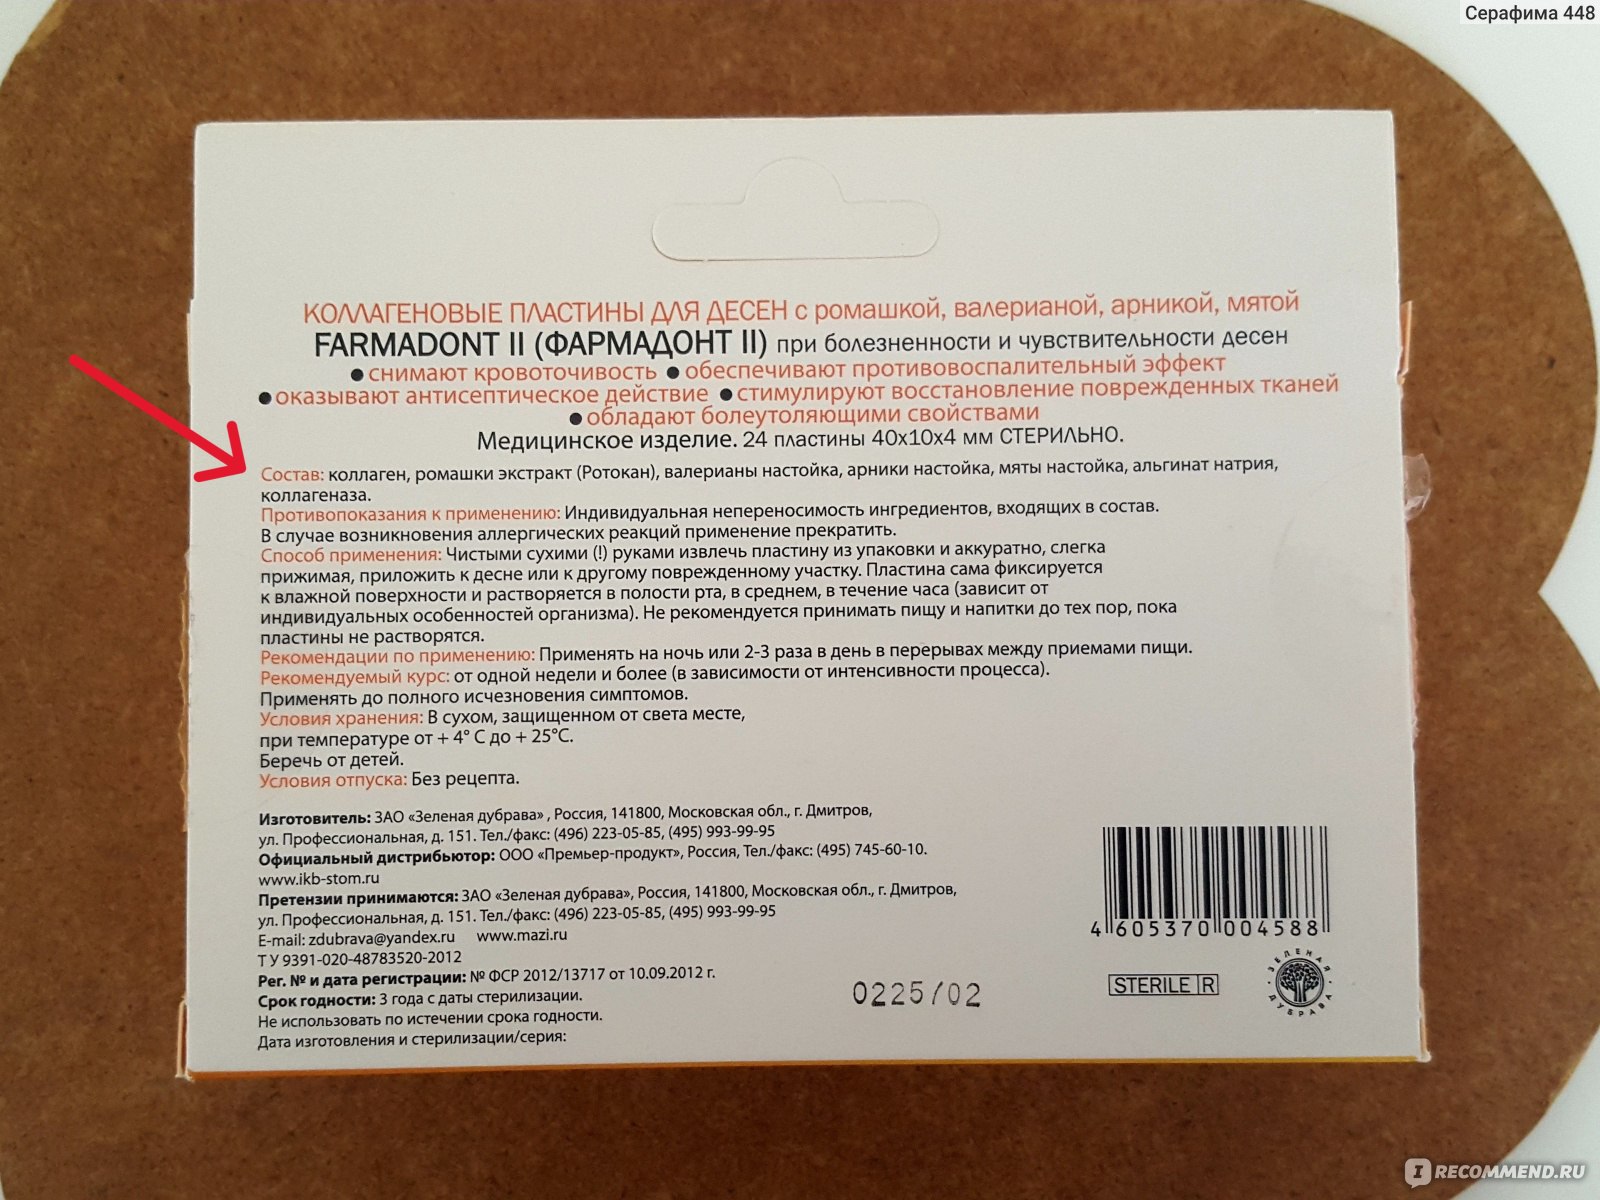 Серафима 448
КОЛЛАГЕНОВЫЕ ПЛАСТИНЫ ДЛЯ ДЕСЕН с ромашкой, валерианой, арникой, мятой
FARMADONT II (ФАРМАДОНТ II) при болезненности и чувствительности десен
● снимают кровоточивость ● обеспечивают противовоспалительный эффект
● оказывают антисептическое действие ● стимулируют восстановление поврежденных тканей
● обладают болеутоляющими свойствами
Медицинское изделие. 24 пластины 40х10х4 мм СТЕРИЛЬНО.
Состав: коллаген, ромашки экстракт (Ротокан), валерианы настойка, арники настойка, мяты настойка, альгинат натрия,
коллагеназа.
Противопоказания к применению: Индивидуальная непереносимость ингредиентов, входящих в состав.
В случае возникновения аллергических реакций применение прекратить.
Способ применения: Чистыми сухими (!) руками извлечь пластину из упаковки и аккуратно, слегка
прижимая, приложить к десне или к другому поврежденному участку. Пластина сама фиксируется
к влажной поверхности и растворяется в полости рта, в среднем, в течение часа (зависит от
индивидуальных особенностей организма). Не рекомендуется принимать пищу и напитки до тех пор, пока
пластины не растворятся.
Рекомендации по применению: Применять на ночь или 2-3 раза в день в перерывах между приемами пищи.
Рекомендуемый курс: от одной недели и более (в зависимости от интенсивности процесса).
Применять до полного исчезновения симптомов.
Условия хранения: В сухом, защищенном от света месте,
при температуре от + 4° С до + 25°С.
Беречь от детей.
Условия отпуска: Без рецепта.
Изготовитель: ЗАО «Зеленая дубрава» , Россия, 141800, Московская обл., г. Дмитров,
ул. Профессиональная, д. 151. Тел./факс: (496) 223-05-85, (495) 993-99-95
Официальный дистрибьютор: ООО «Премьер-продукт», Россия, Тел./факс: (495) 745-60-10.
www.ikb-stom.ru
Претензии принимаются: ЗАО «Зеленая дубрава», Россия, 141800, Московская обл., г. Дмитров,
ул. Профессиональная, д. 151. Тел./факс: (496) 223-05-85, (495) 993-99-95
E-mail: zdubrava@yandex.ru www.mazi.ru
Т У 9391-020-48783520-2012
Рег. № и дата регистрации: № ФСР 2012/13717 от 10.09.2012 г.
Срок годности: 3 года с даты стерилизации.
Не использовать по истечении срока годности.
Дата изготовления и стерилизации/серия:
0225/02
4 605370 004588
STERILE R
ЗЕЛЕНАЯ ДУБРАВА
IRECOMMEND.RU